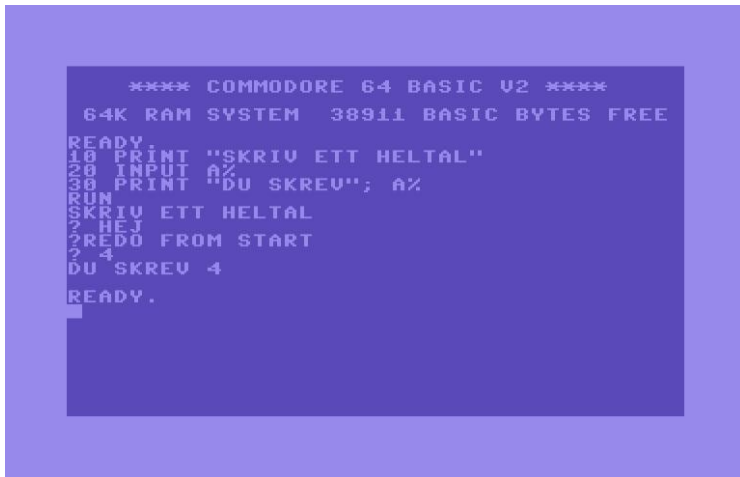 **** COMMODORE 64 BASIC V2 ****
64K RAM SYSTEM  38911 BASIC BYTES FREE
READY.
10 PRINT "SKRIV ETT HELTAL"
20 INPUT A%
30 PRINT "DU SKREV"; A%
RUN
SKRIV ETT HELTAL
? HEJ
?REDO FROM START
? 4
DU SKREV 4
READY.